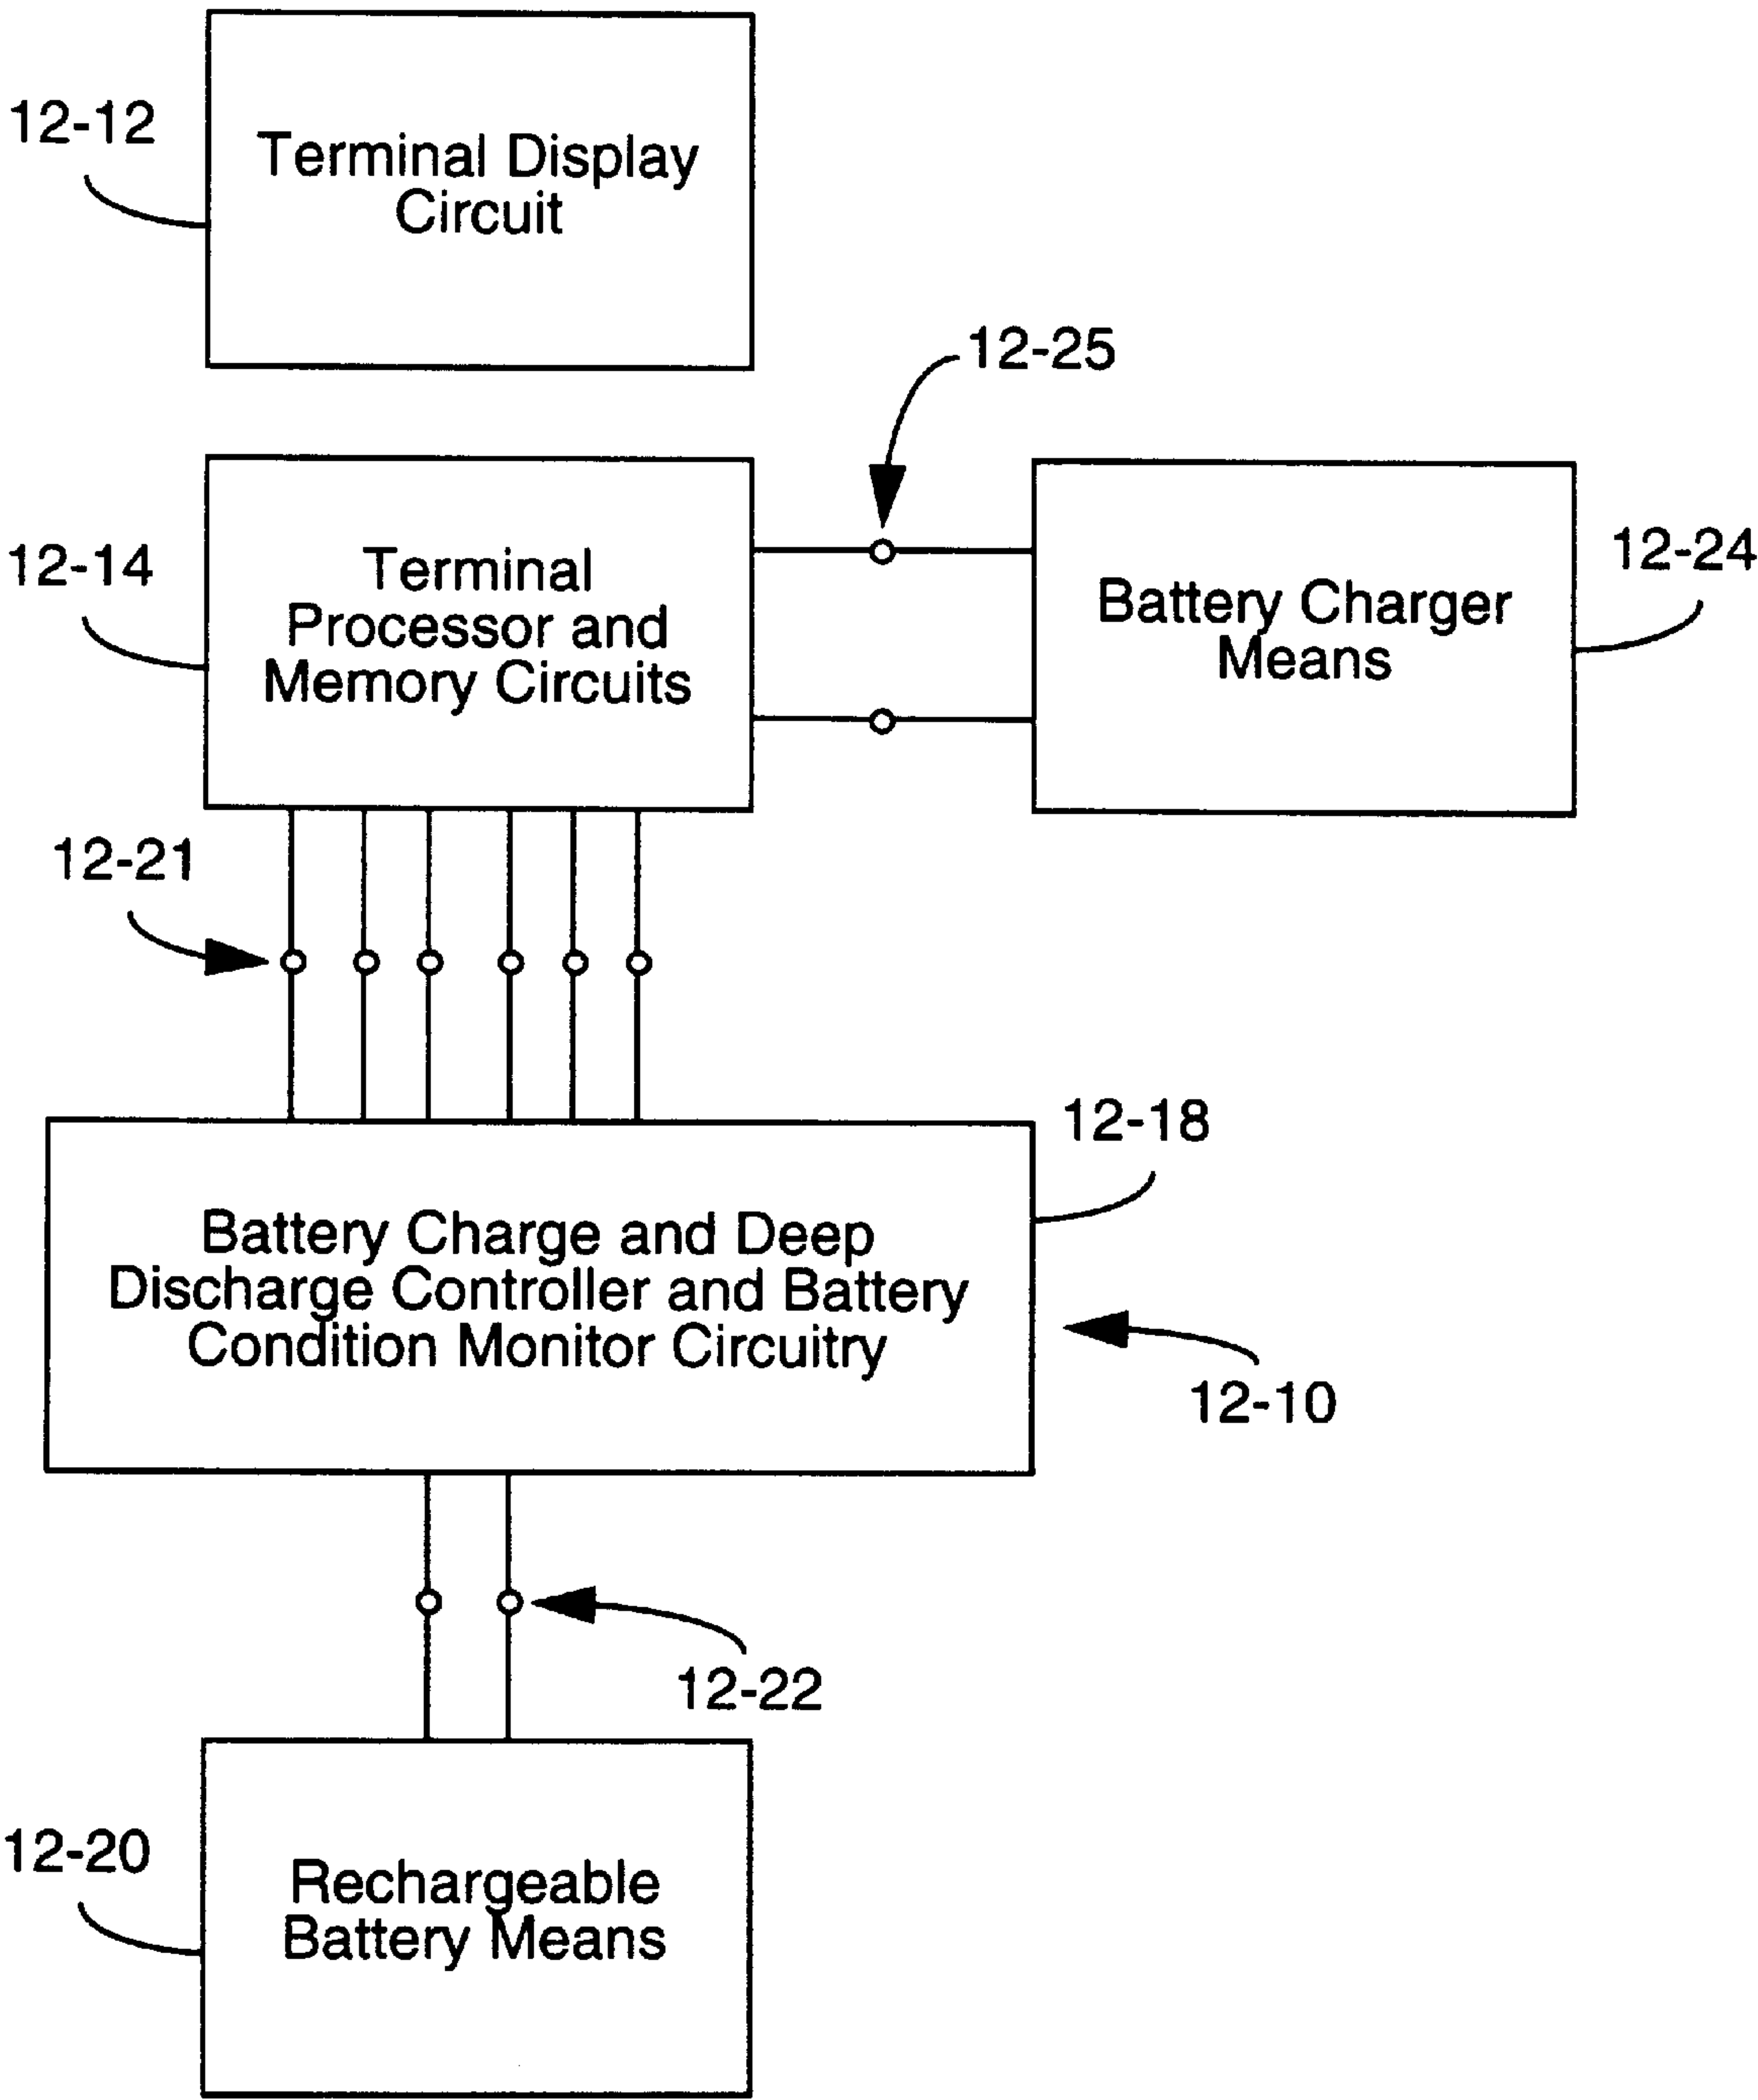 12-12
Terminal Display
Circuit
12-25
12-14
Terminal
Processor and
Memory Circuits
Battery Charger
Means
12-24
12-21
12-18
Battery Charge and Deep
Discharge Controller and Battery
Condition Monitor Circuitry
12-10
12-22
12-20
Rechargeable
Battery Means